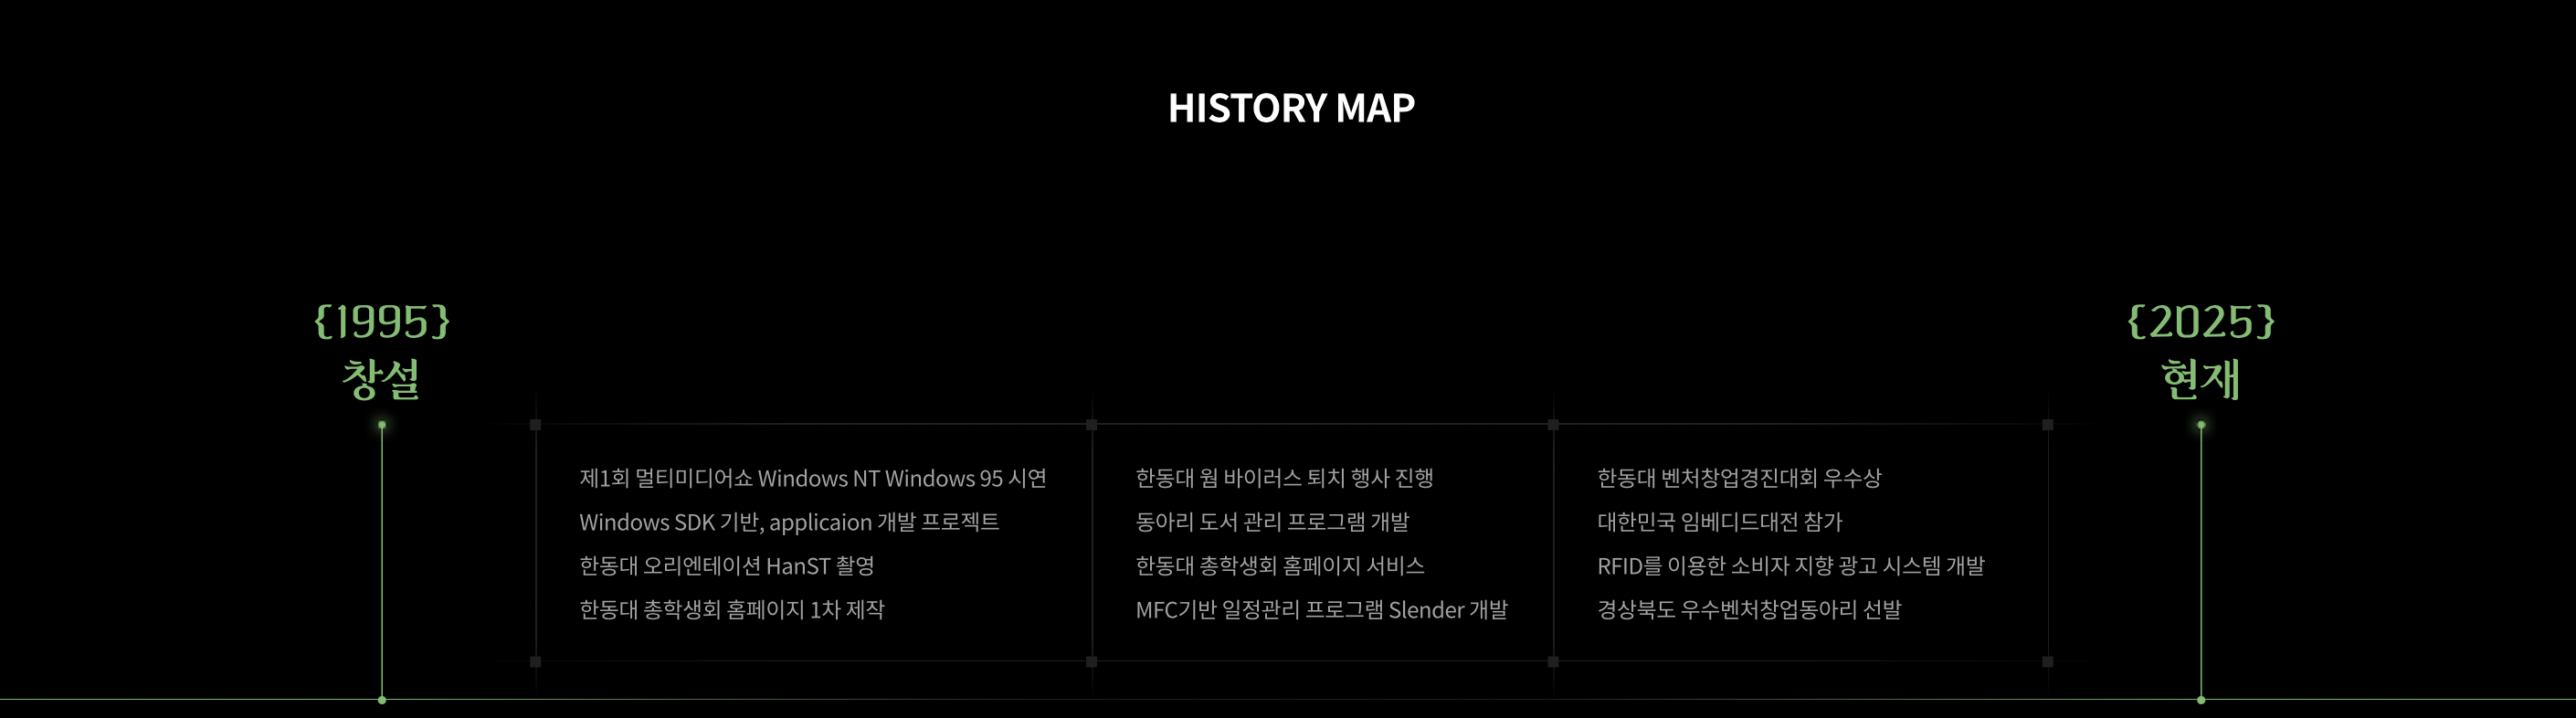 HISTORY MAP
{1995}
창설
{2025}
현재
제1회 멀티미디어쇼 Windows NT Windows 95 시연
Windows SDK 기반, applicaion 개발 프로젝트
한동대 오리엔테이션 HanST 촬영
한동대 총학생회 홈페이지 1차 제작
한동대 웜 바이러스 퇴치 행사 진행
동아리 도서 관리 프로그램 개발
한동대 총학생회 홈페이지 서비스
MFC기반 일정관리 프로그램 Slender 개발
한동대 벤처창업경진대회 우수상
대한민국 임베디드대전 참가
RFID를 이용한 소비자 지향 광고 시스템 개발
경상북도 우수벤처창업동아리 선발